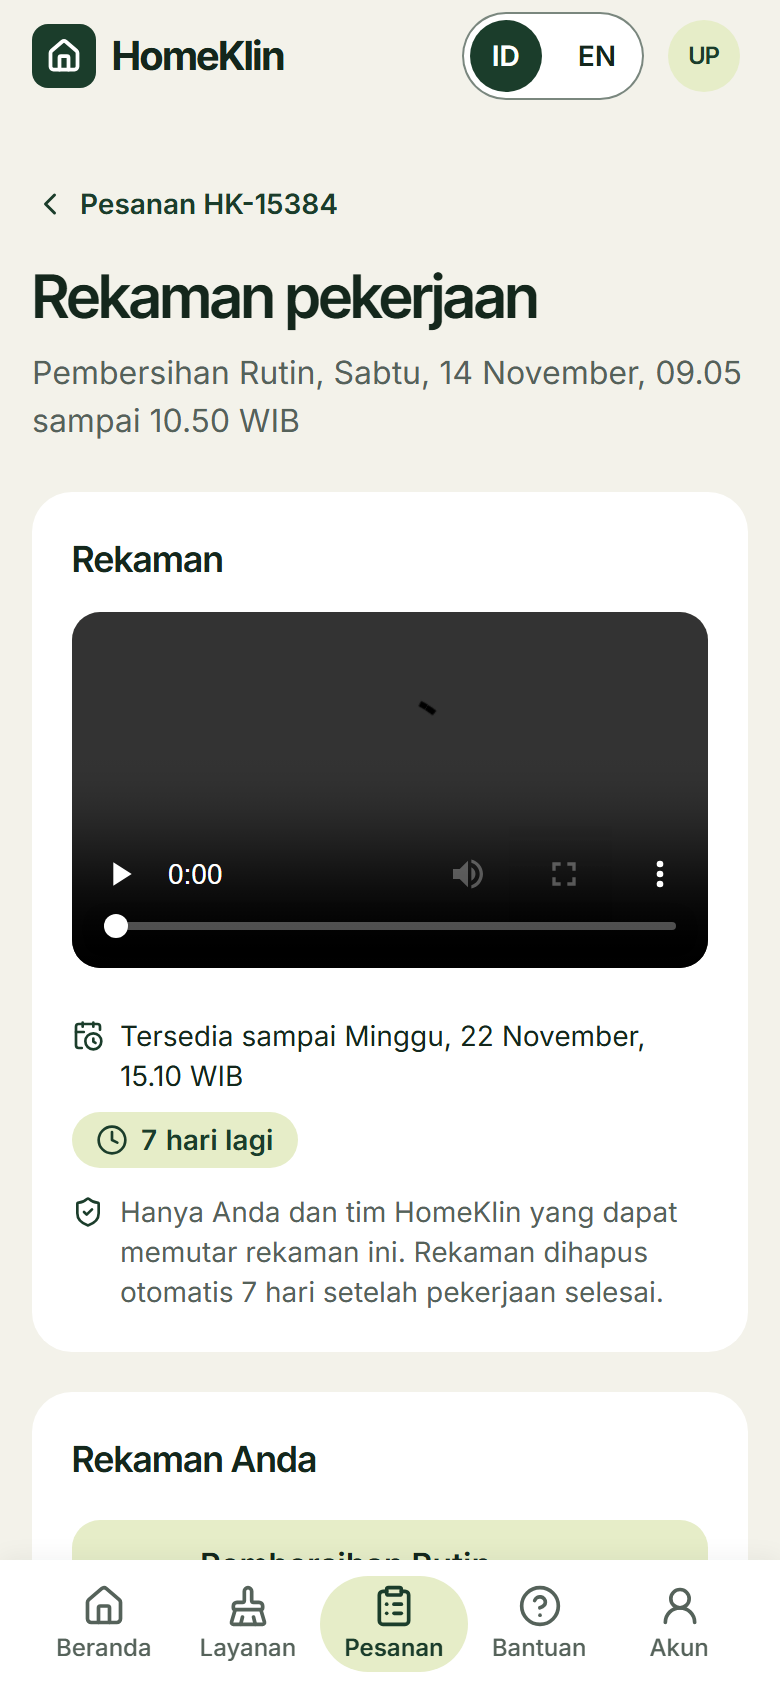 HomeKlin
ID
EN
UP
Pesanan HK-15384
Rekaman pekerjaan
Pembersihan Rutin, Sabtu, 14 November, 09.05
sampai 10.50 WIB
Rekaman
0:00
Tersedia sampai Minggu, 22 November,
15.10 WIB
7 hari lagi
Hanya Anda dan tim HomeKlin yang dapat
memutar rekaman ini. Rekaman dihapus
otomatis 7 hari setelah pekerjaan selesai.
Rekaman Anda
Pembersihan Rutin
Beranda
Layanan
Pesanan
Bantuan
Akun